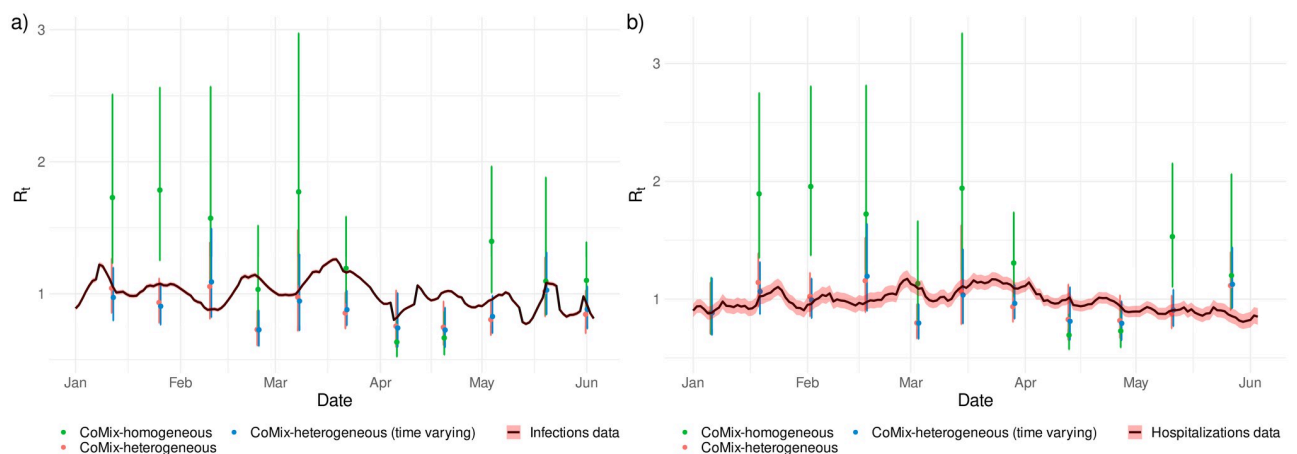 a)
3
2
1
Rt
Jan Feb Mar Apr May Jun
Date
CoMix-homogeneous CoMix-heterogeneous (time varying) Infections data
CoMix-heterogeneous
b)
3
2
1
Rt
Jan Feb Mar Apr May Jun
Date
CoMix-homogeneous CoMix-heterogeneous (time varying) Hospitalizations data
CoMix-heterogeneous